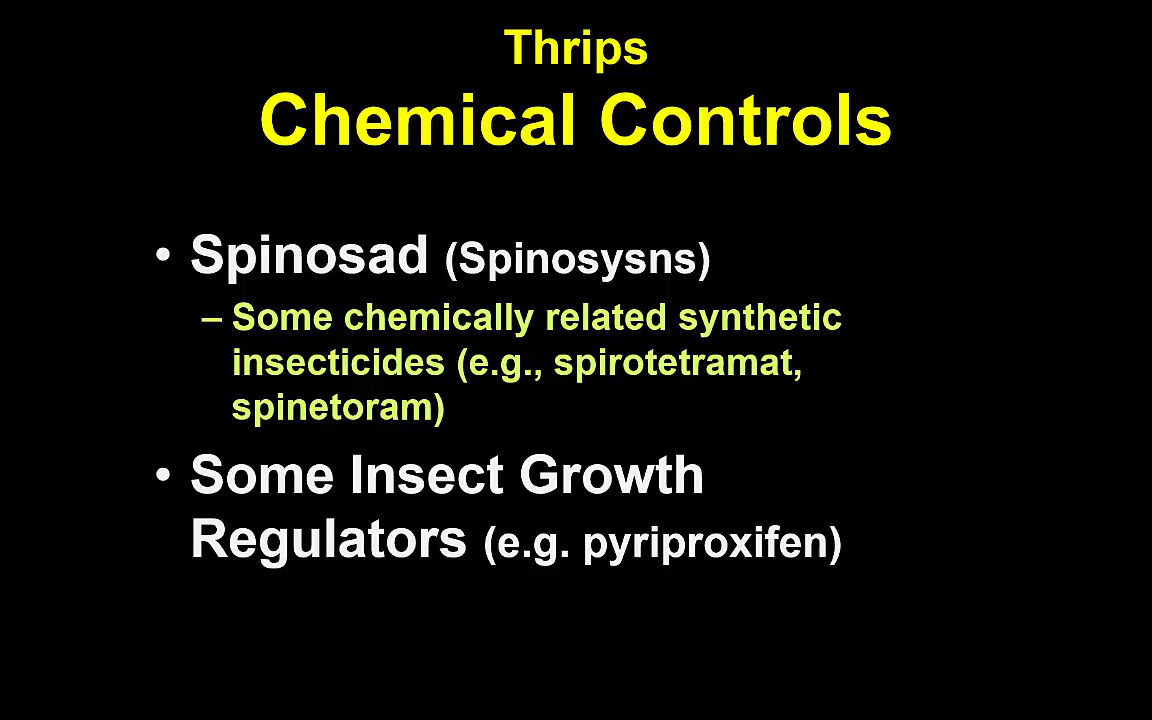 Thrips
Chemical Controls
• Spinosad (Spinosysns)
– Some chemically related synthetic
insecticides (e.g., spirotetramat,
spinetoram)
• Some Insect Growth
Regulators (e.g. pyriproxifen)